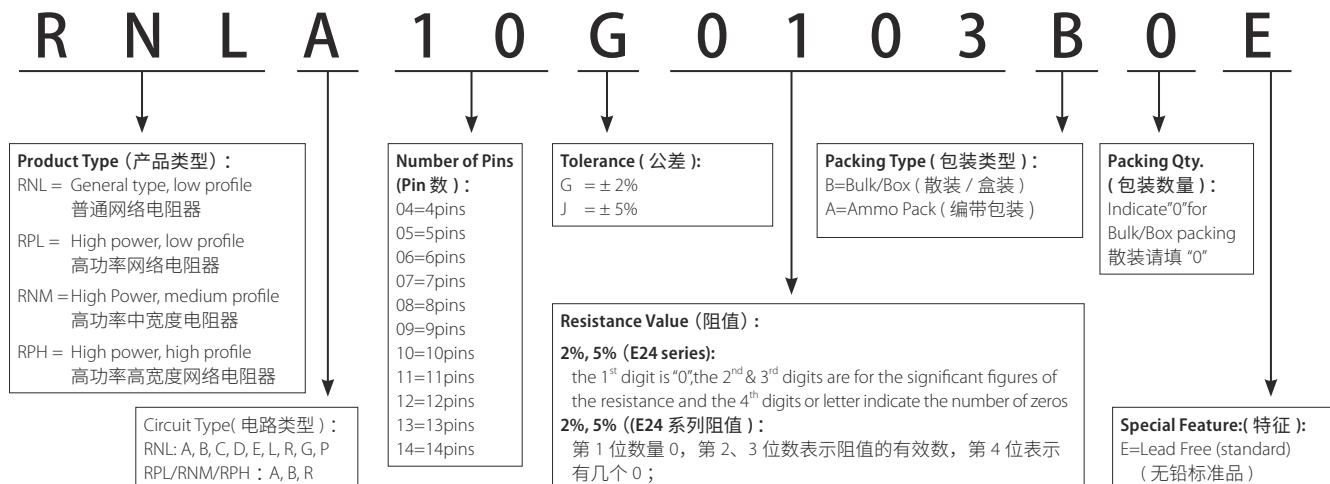 R N L A 1 0 G 0 1 0 3 B 0 E
Product Type (产品类型) :
RNL = General type, low profile
普通网络电阻器
RPL = High power, low profile
高功率网络电阻器
RNM = High Power, medium profile
高功率中宽度电阻器
RPH = High power, high profile
高功率高宽度网络电阻器
Circuit Type( 电路类型 ) :
RNL: A, B, C, D, E, L, R, G, P
RPL/RNM/RPH : A, B, R
Number of Pins
(Pin 数 ) :
04=4pins
05=5pins
06=6pins
07=7pins
08=8pins
09=9pins
10=10pins
11=11pins
12=12pins
13=13pins
14=14pins
Tolerance ( 公差 ):
G = ± 2%
J = ± 5%
Resistance Value (阻值) :
2%, 5% (E24 series):
the 1st digit is "0",the 2nd & 3rd digits are for the significant figures of
the resistance and the 4th digits or letter indicate the number of zeros
2%, 5% ((E24 系列阻值 ) :
第 1 位数量 0，第 2、3 位数表示阻值的有效数，第 4 位表示
有几个 0 ；
Packing Type ( 包装类型 ) :
B=Bulk/Box ( 散装 / 盒装 )
A=Ammo Pack ( 编带包装 )
Packing Qty.
( 包装数量 ) :
Indicate"0"for
Bulk/Box packing
散装请填 "0"
Special Feature:( 特征 ):
E=Lead Free (standard)
( 无铅标准品 )